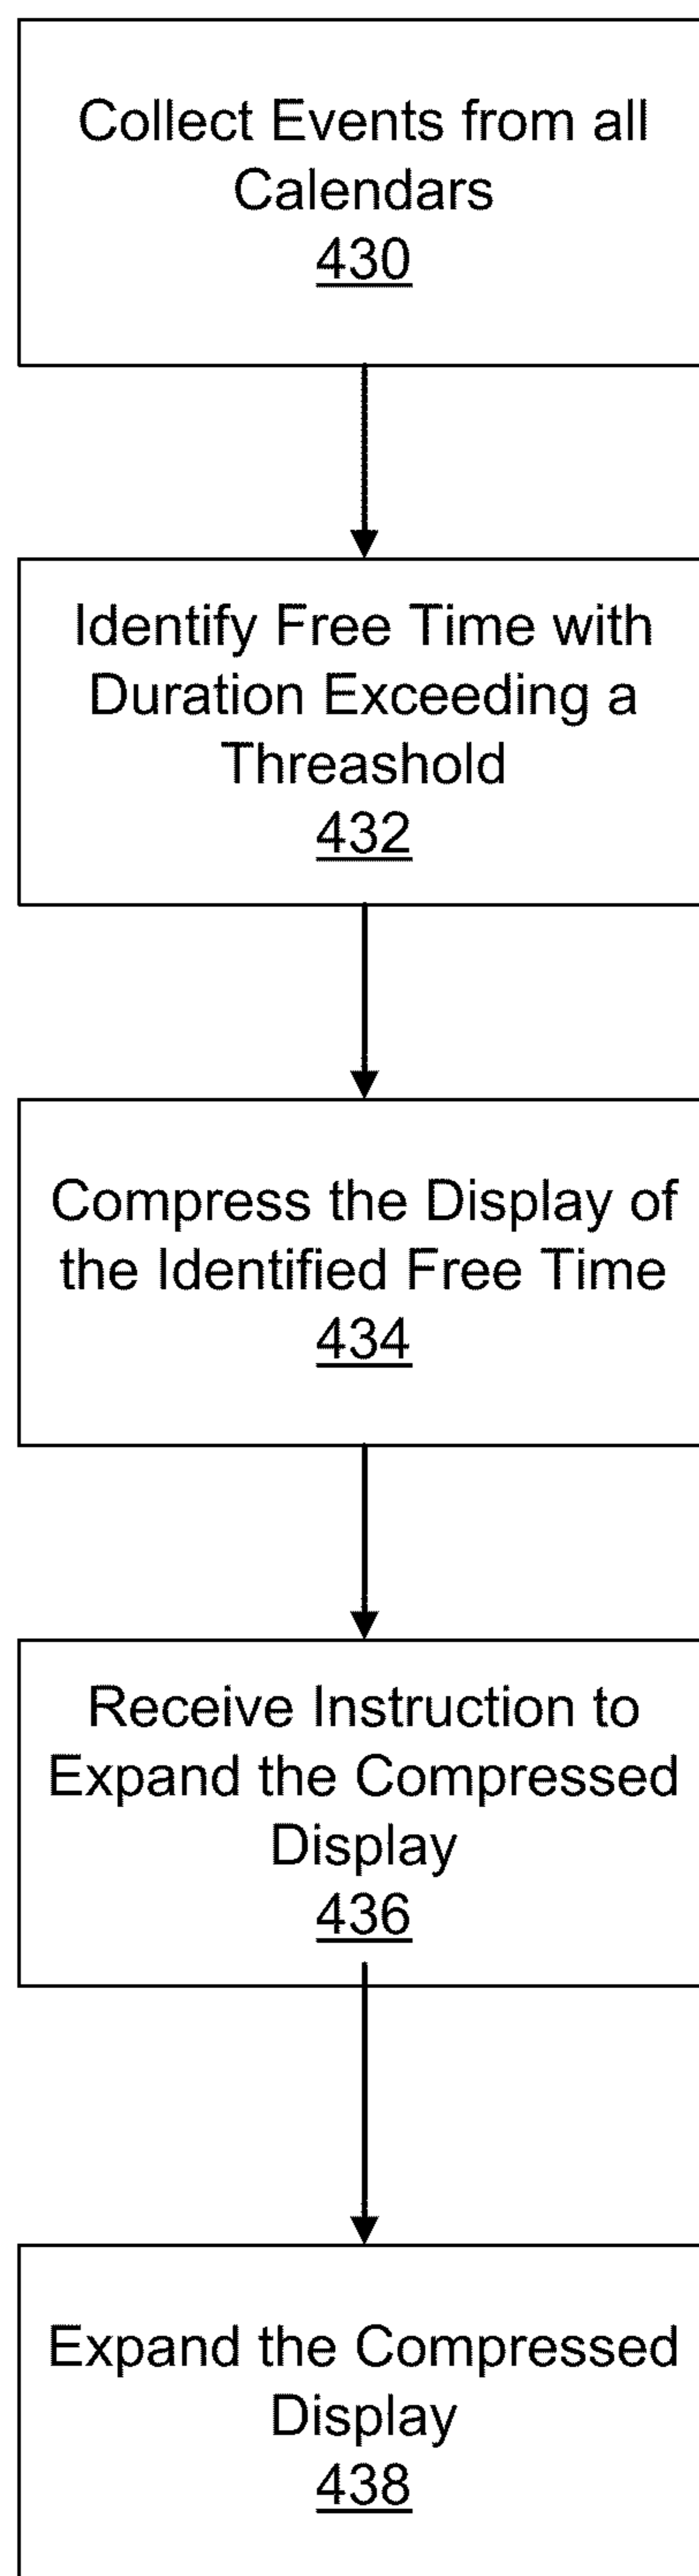 Collect Events from all
Calendars
430
Identify Free Time with
Duration Exceeding a
Threashold
432
Compress the Display of
the Identified Free Time
434
Receive Instruction to
Expand the Compressed
Display
436
Expand the Compressed
Display
438